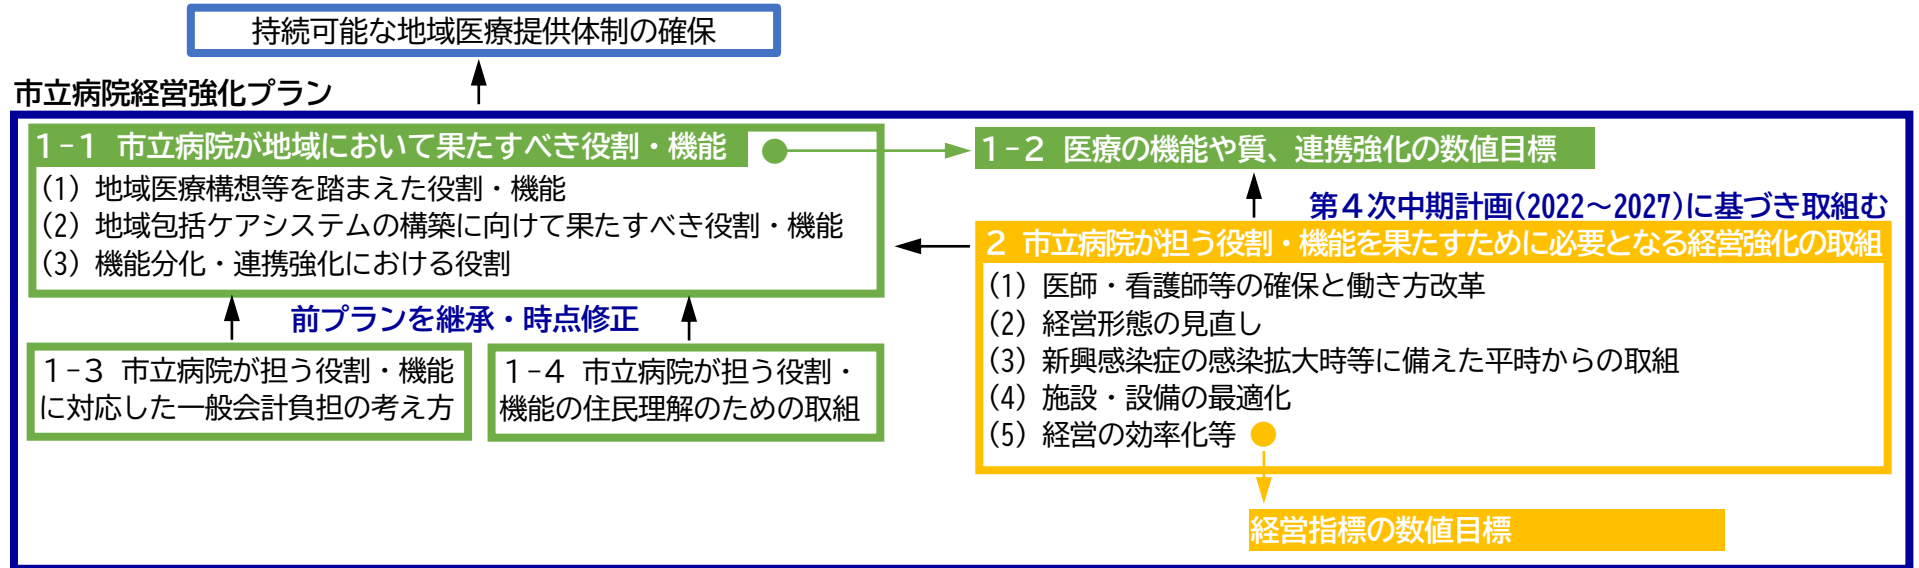 持続可能な地域医療提供体制の確保
市立病院経営強化プラン
1-1 市立病院が地域において果たすべき役割・機能
(1) 地域医療構想等を踏まえた役割・機能
(2) 地域包括ケアシステムの構築に向けて果たすべき役割・機能
(3) 機能分化・連携強化における役割
1-2 医療の機能や質、連携強化の数値目標
第4次中期計画(2022～2027)に基づき取組む
前プランを継承・時点修正
1-3 市立病院が担う役割・機能
に対応した一般会計負担の考え方
1-4 市立病院が担う役割・
機能の住民理解のための取組
2 市立病院が担う役割・機能を果たすために必要となる経営強化の取組
(1) 医師・看護師等の確保と働き方改革
(2) 経営形態の見直し
(3) 新興感染症の感染拡大時等に備えた平時からの取組
(4) 施設・設備の最適化
(5) 経営の効率化等
経営指標の数値目標